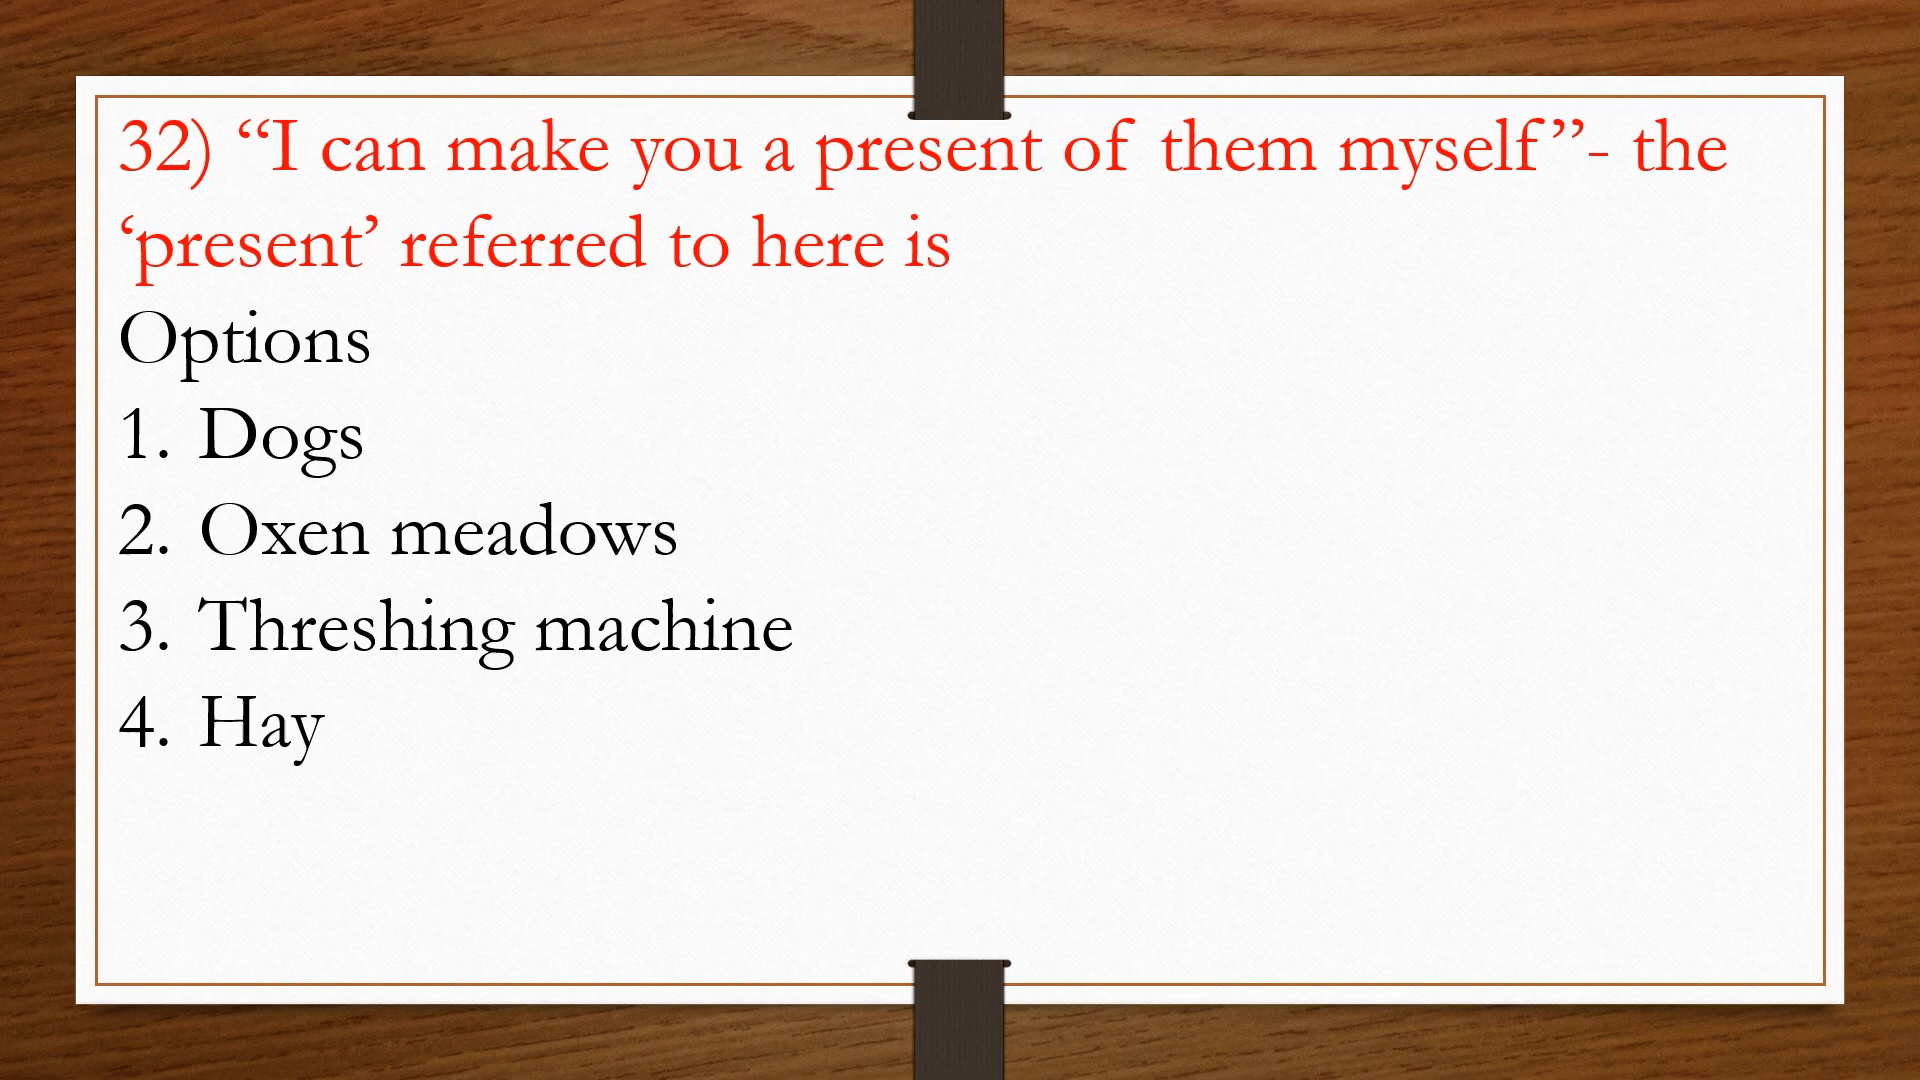 32) “I can make you a present of them myself”- the
‘present’ referred to here is
Options
1. Dogs
2. Oxen meadows
3. Threshing machine
4. Hay